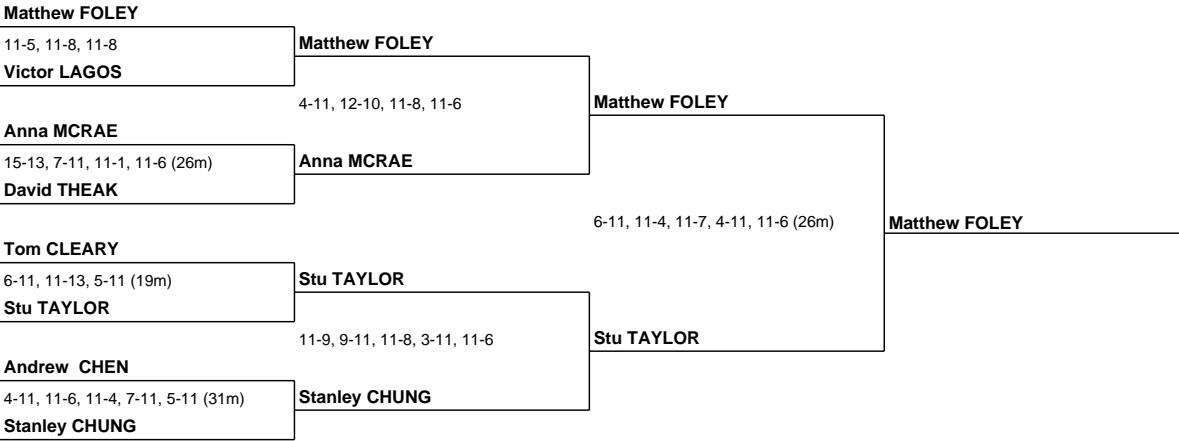 Matthew FOLEY
11-5, 11-8, 11-8
Victor LAGOS
Anna MCRAE
15-13, 7-11, 11-1, 11-6 (26m)
David THEAK
Tom CLEARY
6-11, 11-13, 5-11 (19m)
Stu TAYLOR
Andrew  CHEN
4-11, 11-6, 11-4, 7-11, 5-11 (31m)
Stanley CHUNG
Matthew FOLEY
4-11, 12-10, 11-8, 11-6
Anna MCRAE
Stu TAYLOR
11-9, 9-11, 11-8, 3-11, 11-6
Stanley CHUNG
Matthew FOLEY
6-11, 11-4, 11-7, 4-11, 11-6 (26m)
Stu TAYLOR
Matthew FOLEY